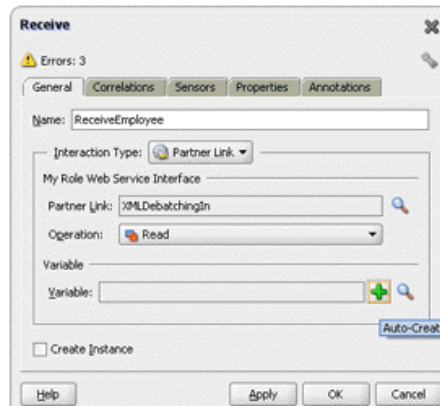 Receive
Errors: 3
General Correlations Sensors Properties Annotations
Name: ReceiveEmployee
Interaction Type: Partner Link
My Role Web Service Interface
Partner Link: XMLDebatchingIn
Operation: Read
Variable
Variable:
Auto-Creat
Create Instance
Help Apply OK Cancel